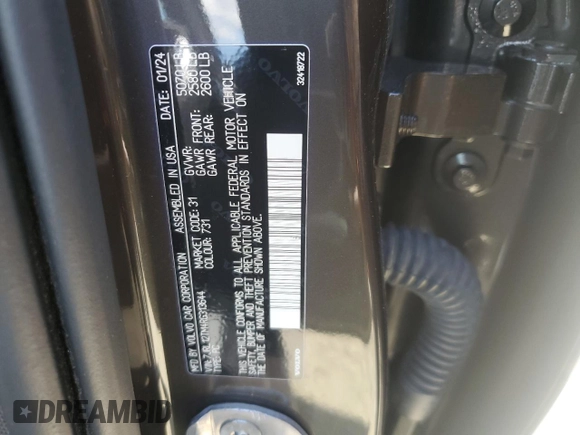 MFD BY VOLVO CAR CORPORATION ASSEMBLED IN USA DATE: 01/24
MARKET CODE: 31 GVWR: 5070 LB
COLOUR: 731 GAWR FRONT: 2580 LB
GAWR REAR: 2600 LB
THIS VEHICLE CONFORMS TO ALL APPLICABLE FEDERAL MOTOR VEHICLE
SAFETY, BUMPER AND THEFT PREVENTION STANDARDS IN EFFECT ON
THE DATE OF MANUFACTURE SHOWN ABOVE.
VOLVO
32418722
VOLVO
DREAMBID